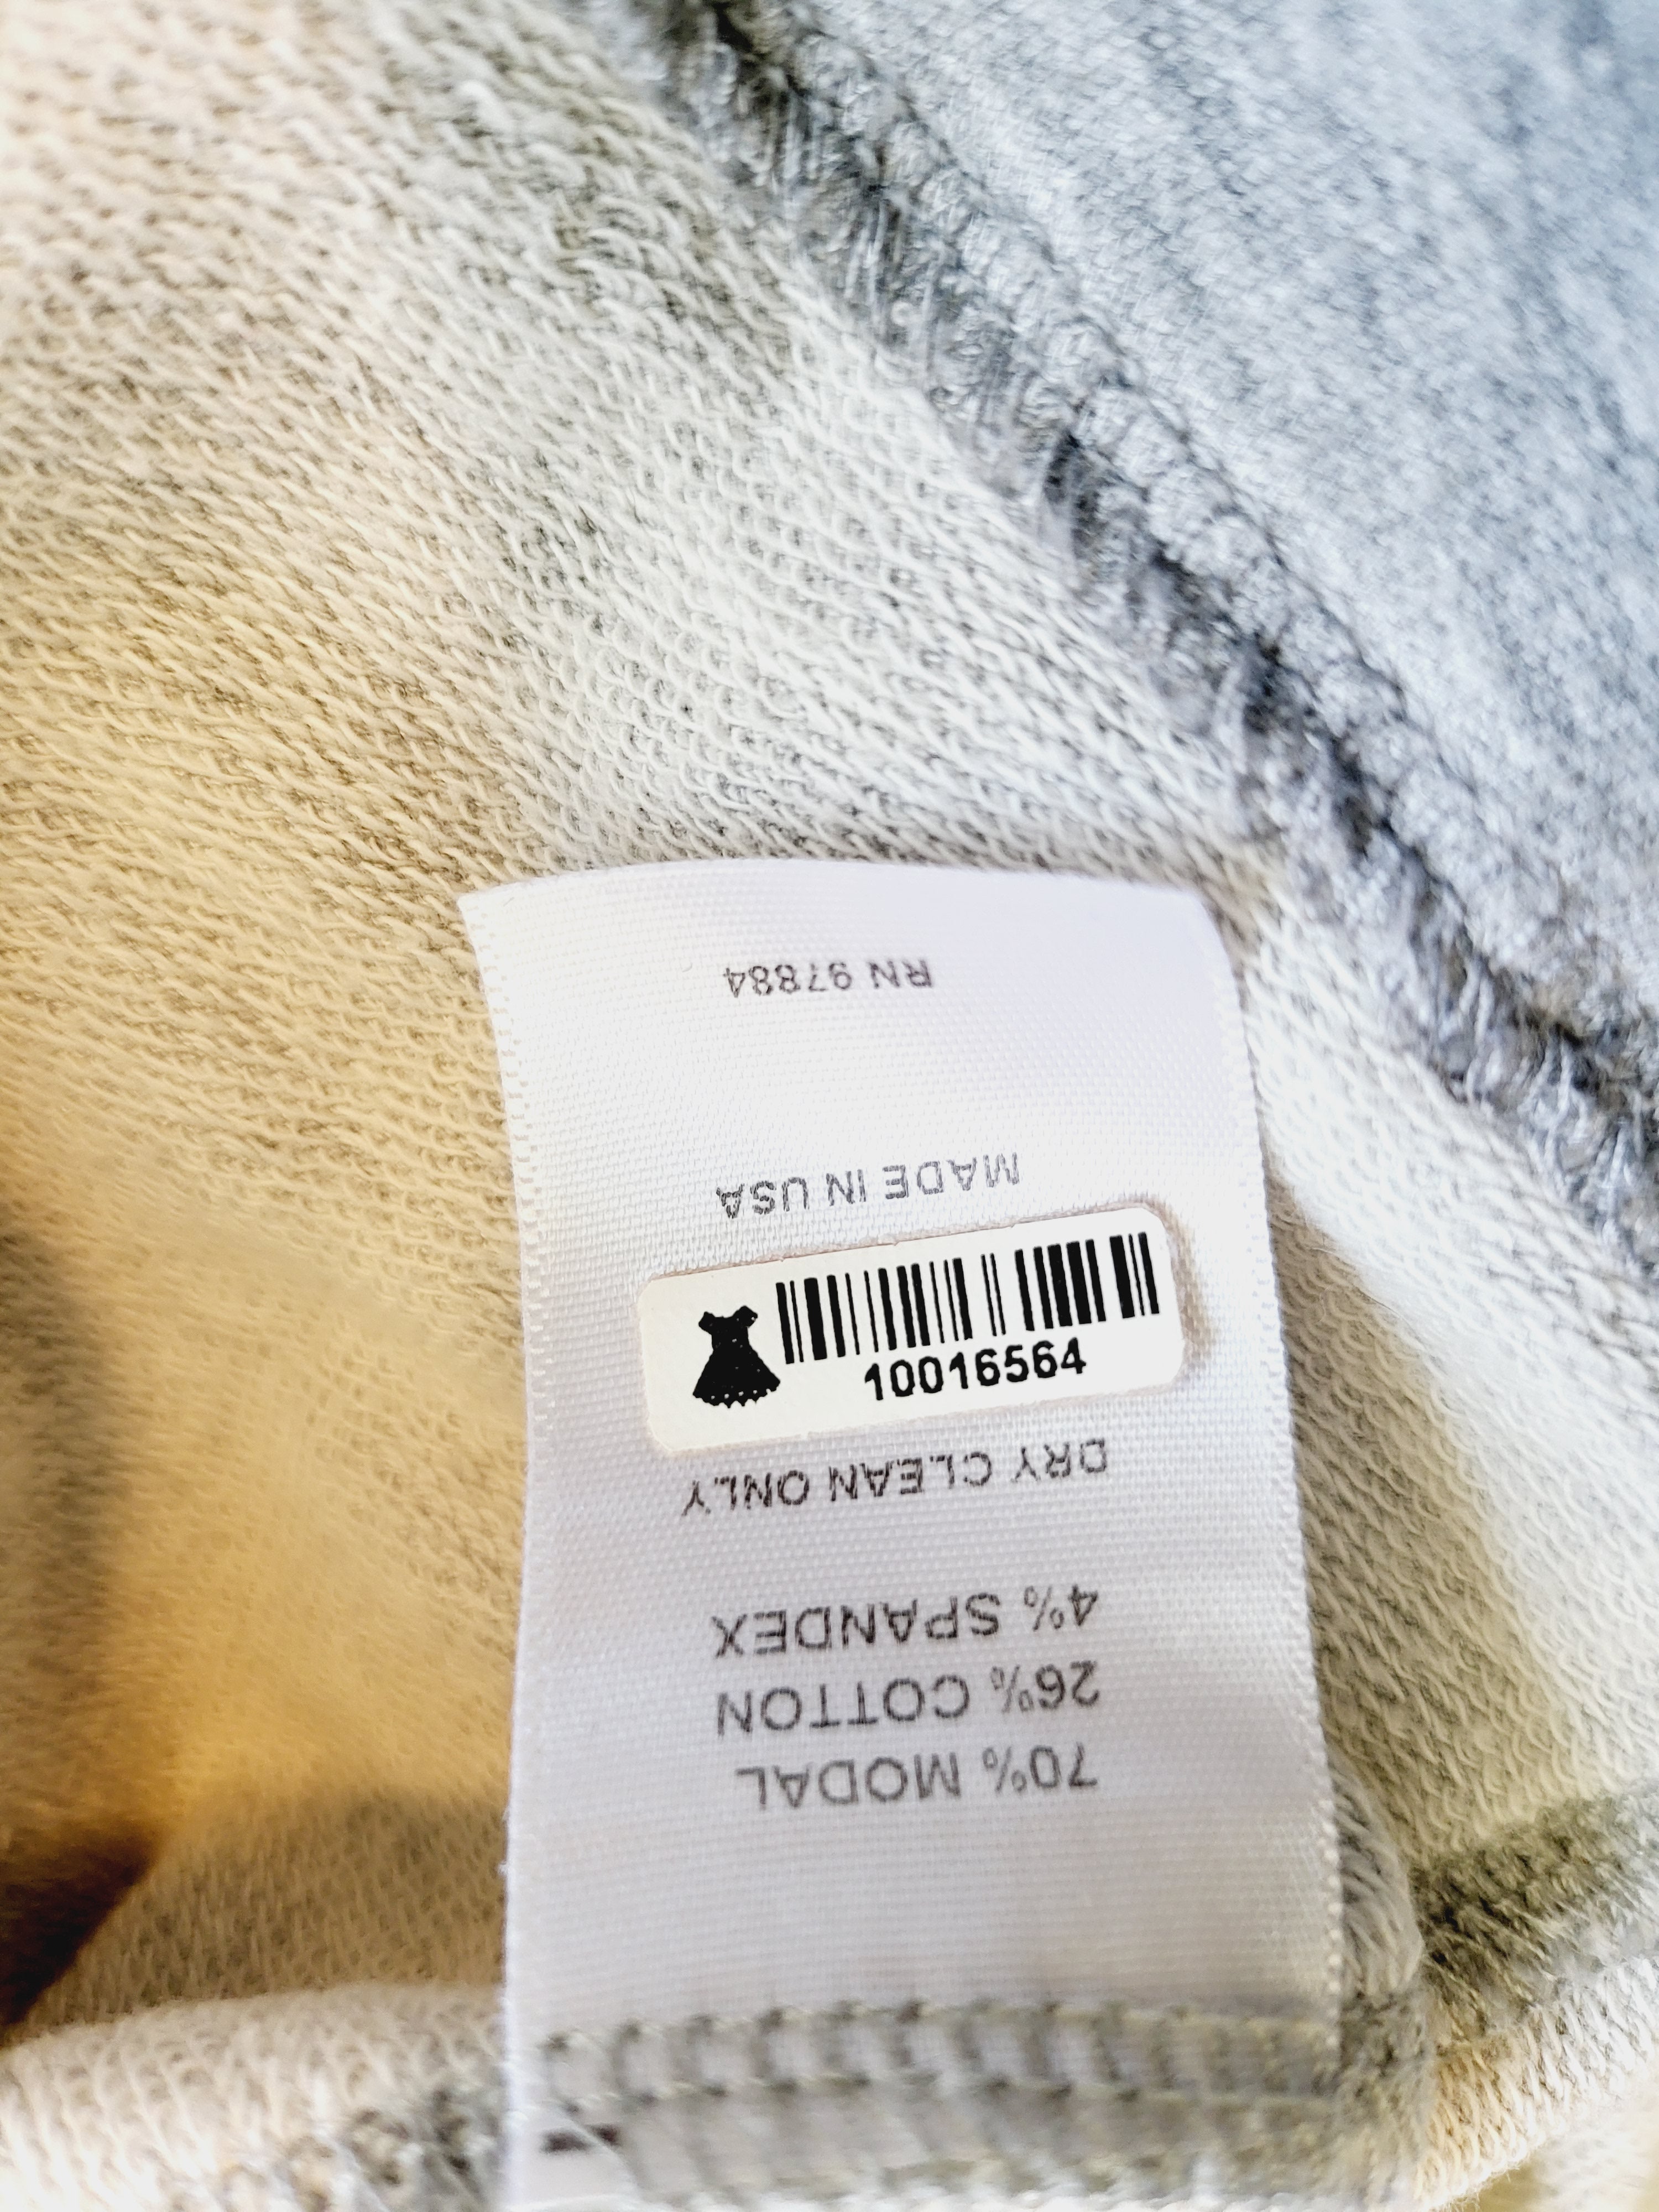 70% MODAL
26% COTTON
4% SPANDEX
DRY CLEAN ONLY
10016564
MADE IN USA
RN 97884